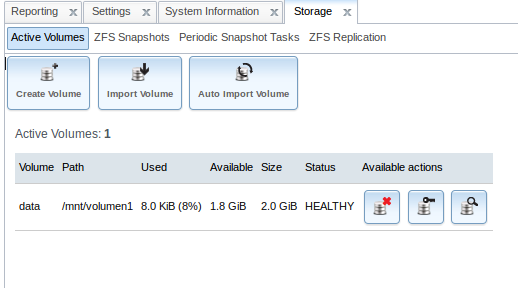 Reporting x Settings x System Information x Storage x
Active Volumes ZFS Snapshots Periodic Snapshot Tasks ZFS Replication
Create Volume Import Volume Auto Import Volume
Active Volumes: 1
Volume Path Used Available Size Status Available actions
data /mnt/volumen1 8.0 KiB (8%) 1.8 GiB 2.0 GiB HEALTHY